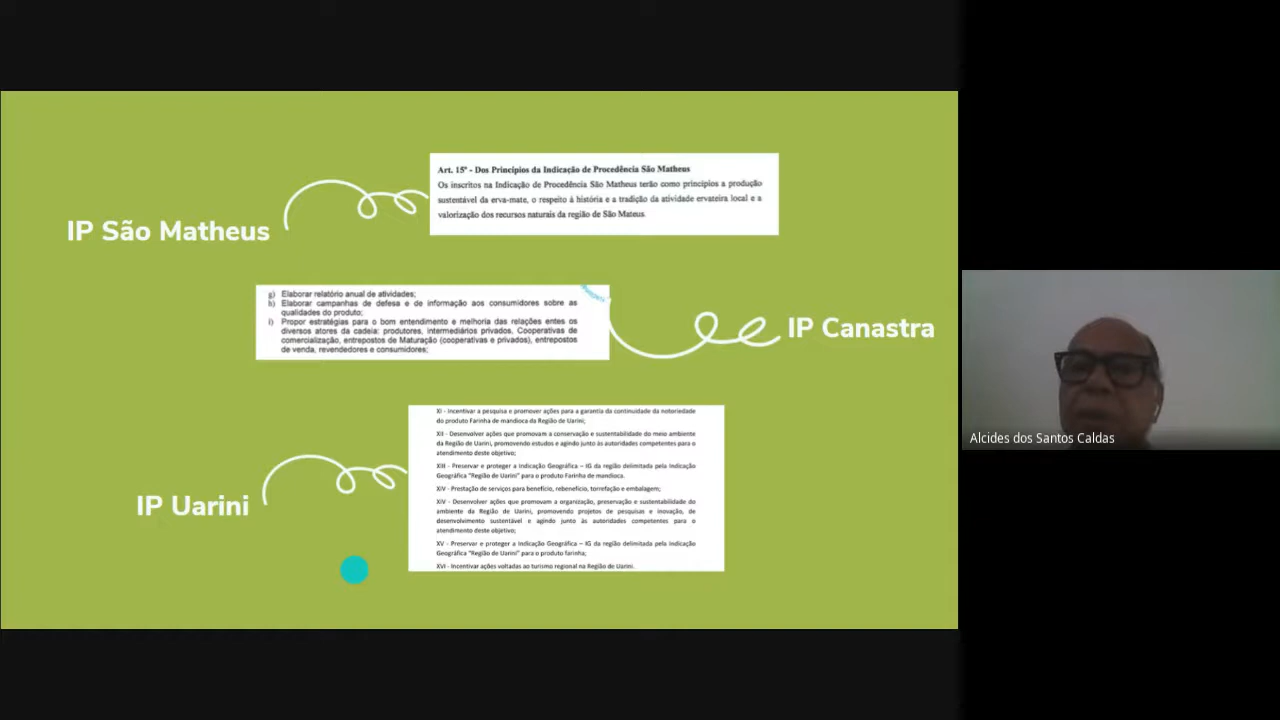 Art. 15º - Dos Princípios da Indicação de Procedência São Matheus
Os inscritos na Indicação de Procedência São Matheus terão como princípios a produção
sustentável da erva-mate, o respeito à história e a tradição da atividade ervateira local e a
valorização dos recursos naturais da região de São Mateus.
IP São Matheus
g) Elaborar relatório anual de atividades;
h) Elaborar campanhas de defesa e de informação aos consumidores sobre as
qualidades do produto;
i) Propor estratégias para o bom entendimento e melhoria das relações entes os
diversos atores da cadeia: produtores, intermediários privados, Cooperativas de
comercialização, entrepostos de Maturação (cooperativas e privados), entrepostos
de venda, revendedores e consumidores;
IP Canastra
XI - Incentivar a pesquisa e promover ações para a garantia da continuidade da notoriedade
do produto Farinha de mandioca da Região de Uarini;
XII - Desenvolver ações que promovam a conservação e sustentabilidade do meio ambiente
da Região de Uarini, promovendo estudos e agindo junto às autoridades competentes para o
atendimento deste objetivo;
XIII - Preservar e proteger a Indicação Geográfica – IG da região delimitada pela Indicação
Geográfica "Região de Uarini" para o produto Farinha de mandioca.
XIV - Prestação de serviços para benefício, rebenefício, torrefação e embalagem;
XIV - Desenvolver ações que promovam a organização, preservação e sustentabilidade do
ambiente da Região de Uarini, promovendo projetos de pesquisas e inovação, de
desenvolvimento sustentável e agindo junto às autoridades competentes para o
atendimento deste objetivo;
XV - Preservar e proteger a Indicação Geográfica – IG da região delimitada pela Indicação
Geográfica "Região de Uarini" para o produto farinha;
XVI - Incentivar ações voltadas ao turismo regional na Região de Uarini.
IP Uarini
Alcides dos Santos Caldas